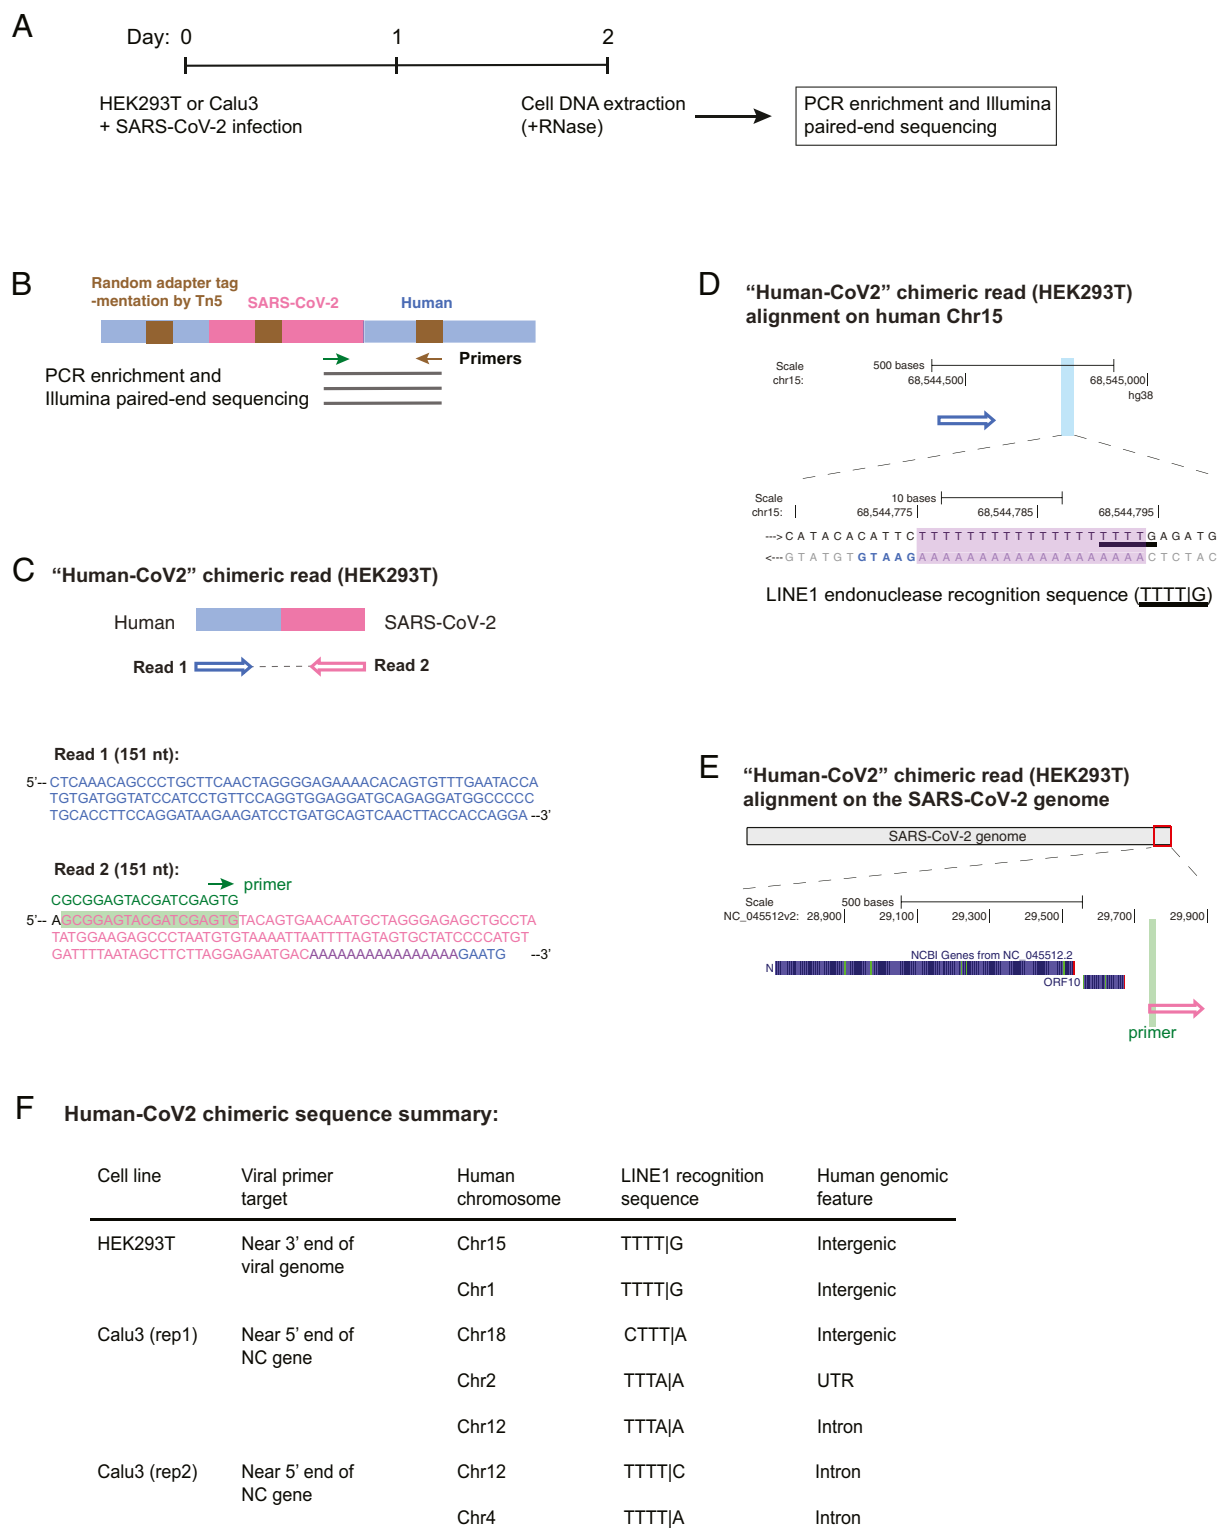 A
Day: 0 1 2
HEK293T or Calu3
+ SARS-CoV-2 infection
Cell DNA extraction
(+RNase)
PCR enrichment and Illumina
paired-end sequencing
B
Random adapter tag
-mentation by Tn5
SARS-CoV-2
Human
Primers
PCR enrichment and
Illumina paired-end sequencing
C "Human-CoV2" chimeric read (HEK293T)
Human
SARS-CoV-2
Read 1
Read 2
Read 1 (151 nt):
5'-- CTCAAACAGCCCTGCTTCAACTAGGGGAGAAAACACAGTGTTTGAATACCA
TGTGATGGTATCCATCCTGTTCCAGGTGGAGGATGCAGAGGATGGCCCCC
TGCACCTTCCAGGATAAGAAGATCCTGATGCAGTCAACTTACCACCAGGA --3'
Read 2 (151 nt):
primer
CGCGGAGTACGATCGAGTG
5'-- AGCGGAGTACGATCGAGTGTACAGTGAACAATGCTAGGGAGAGCTGCCTA
TATGGAAGAGCCCTAATGTGTAAAATTAATTTTAGTAGTGCTATCCCCATGT
GATTTTAATAGCTTCTTAGGAGAATGACAAAAAAAAAAAAAAAAGAATG --3'
D "Human-CoV2" chimeric read (HEK293T)
alignment on human Chr15
Scale 500 bases
chr15: 68,544,500 68,545,000
hg38
Scale 10 bases
chr15: 68,544,775 68,544,785 68,544,795
---> C A T A C A C A T T C T T T T T T T T T T T T T T T T T T T G A G A T G
<--- G T A T G T G T A A G A A A A A A A A A A A A A A A A A A A C T C T A C
LINE1 endonuclease recognition sequence (TTTT|G)
E "Human-CoV2" chimeric read (HEK293T)
alignment on the SARS-CoV-2 genome
SARS-CoV-2 genome
Scale 500 bases
NC_045512v2: 28,900 29,100 29,300 29,500 29,700 29,900
NCBI Genes from NC_045512.2
N
ORF10
primer
F Human-CoV2 chimeric sequence summary:
Cell line Viral primer Human LINE1 recognition Human genomic
target chromosome sequence feature
HEK293T Near 3' end of Chr15 TTTT|G Intergenic
viral genome
Chr1 TTTT|G Intergenic
Calu3 (rep1) Near 5' end of Chr18 CTTT|A Intergenic
NC gene
Chr2 TTTA|A UTR
Chr12 TTTA|A Intron
Calu3 (rep2) Near 5' end of Chr12 TTTT|C Intron
NC gene
Chr4 TTTT|A Intron